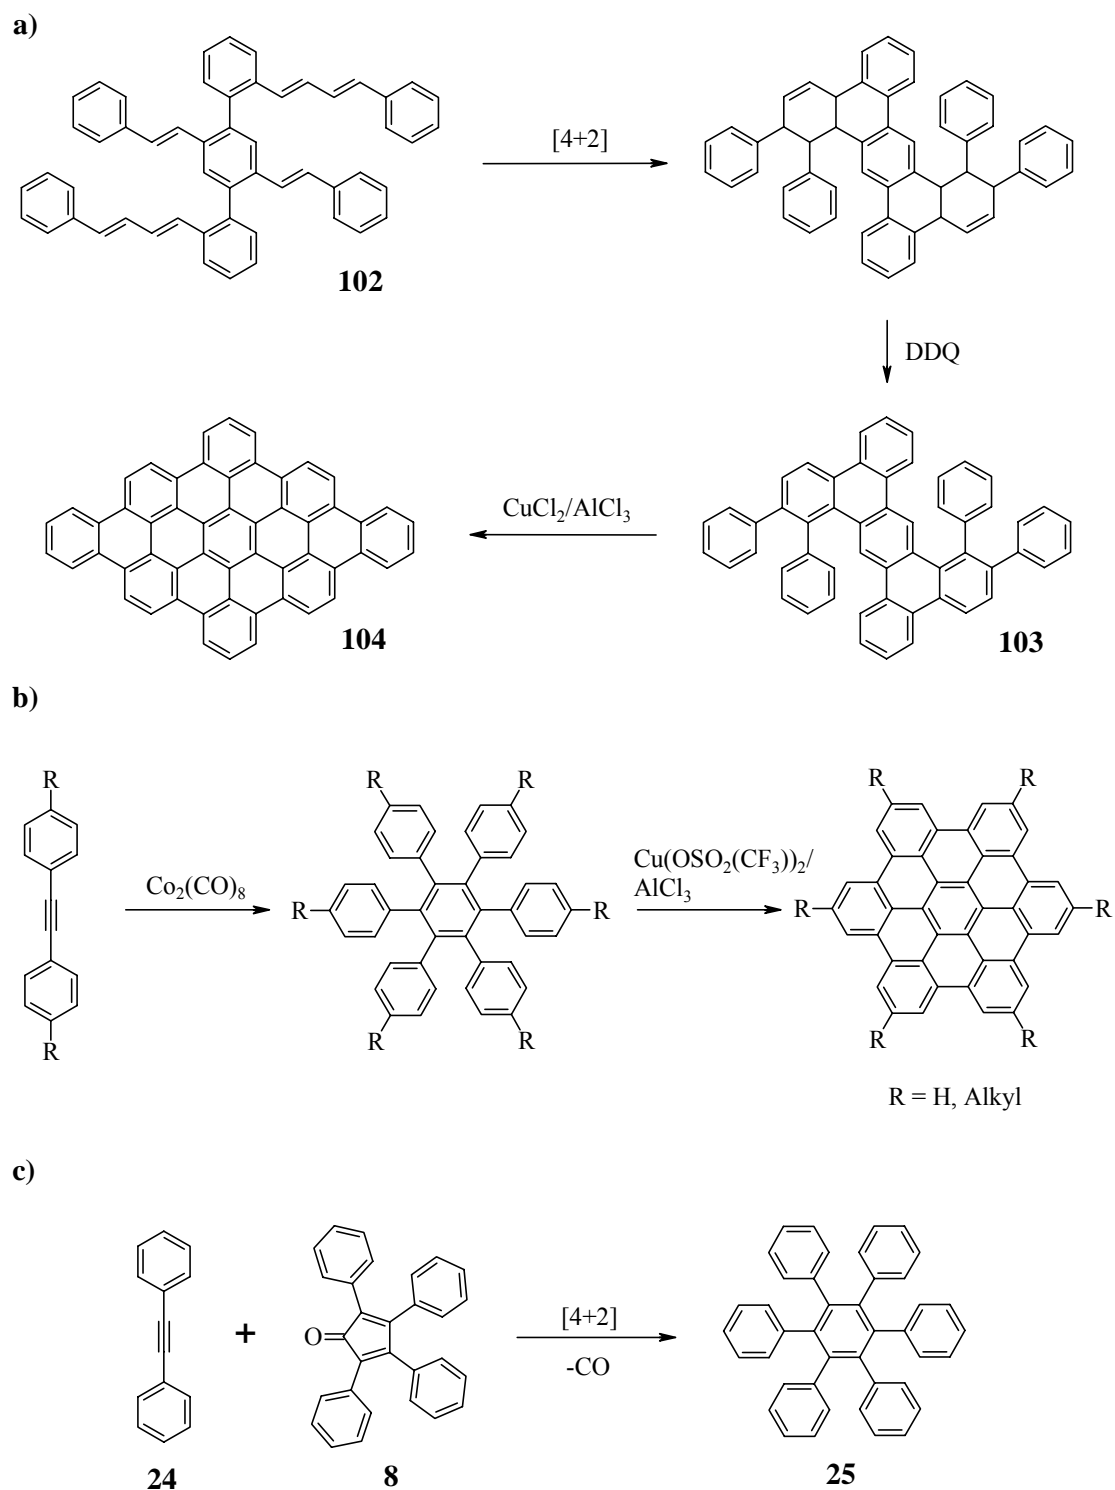 a)
[4+2]
102
DDQ
CuCl2/AlCl3
104
103
b)
R
R
R
R
R
Cu(OSO2(CF3))2/
AlCl3
Co2(CO)8
R
R
R
R
R
R
R
R
R
R
R = H, Alkyl
c)
[4+2]
-CO
+
O
24
8
25